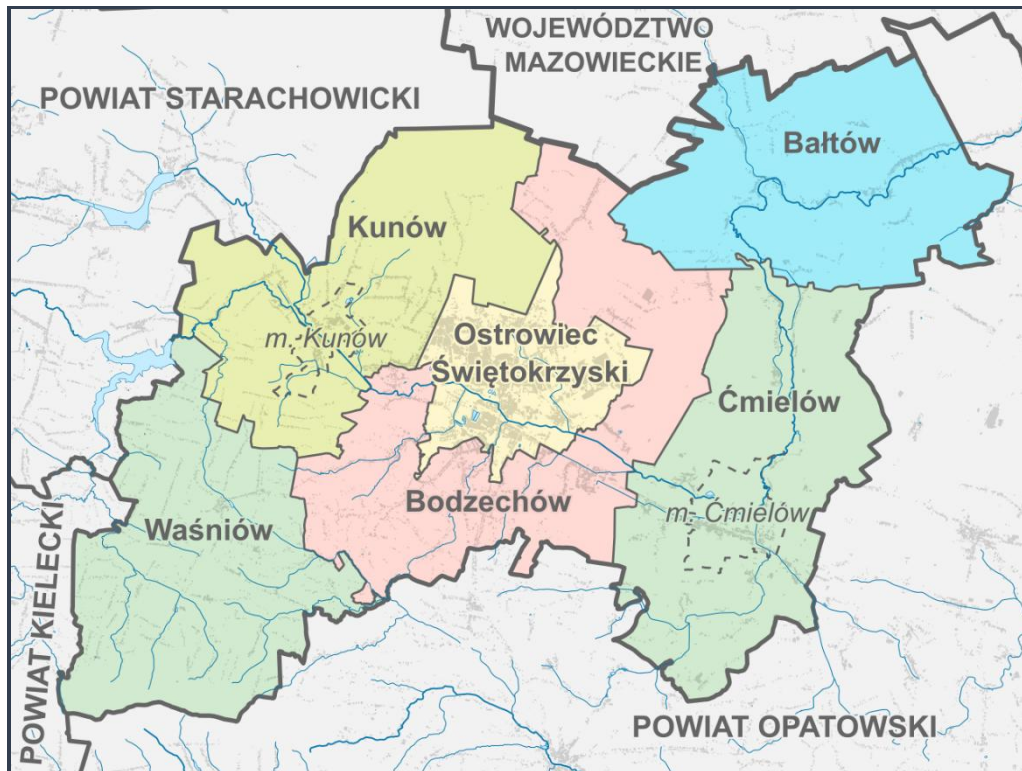 WOJEWÓDZTWO
MAZOWIECKIE
POWIAT STARACHOWICKI
Bałtów
Kunów
m. Kunów
Ostrowiec
Świętokrzyski
Ćmielów
Bodzechów
m. Ćmielów
Waśniów
POWIAT KIELECKI
POWIAT OPATOWSKI